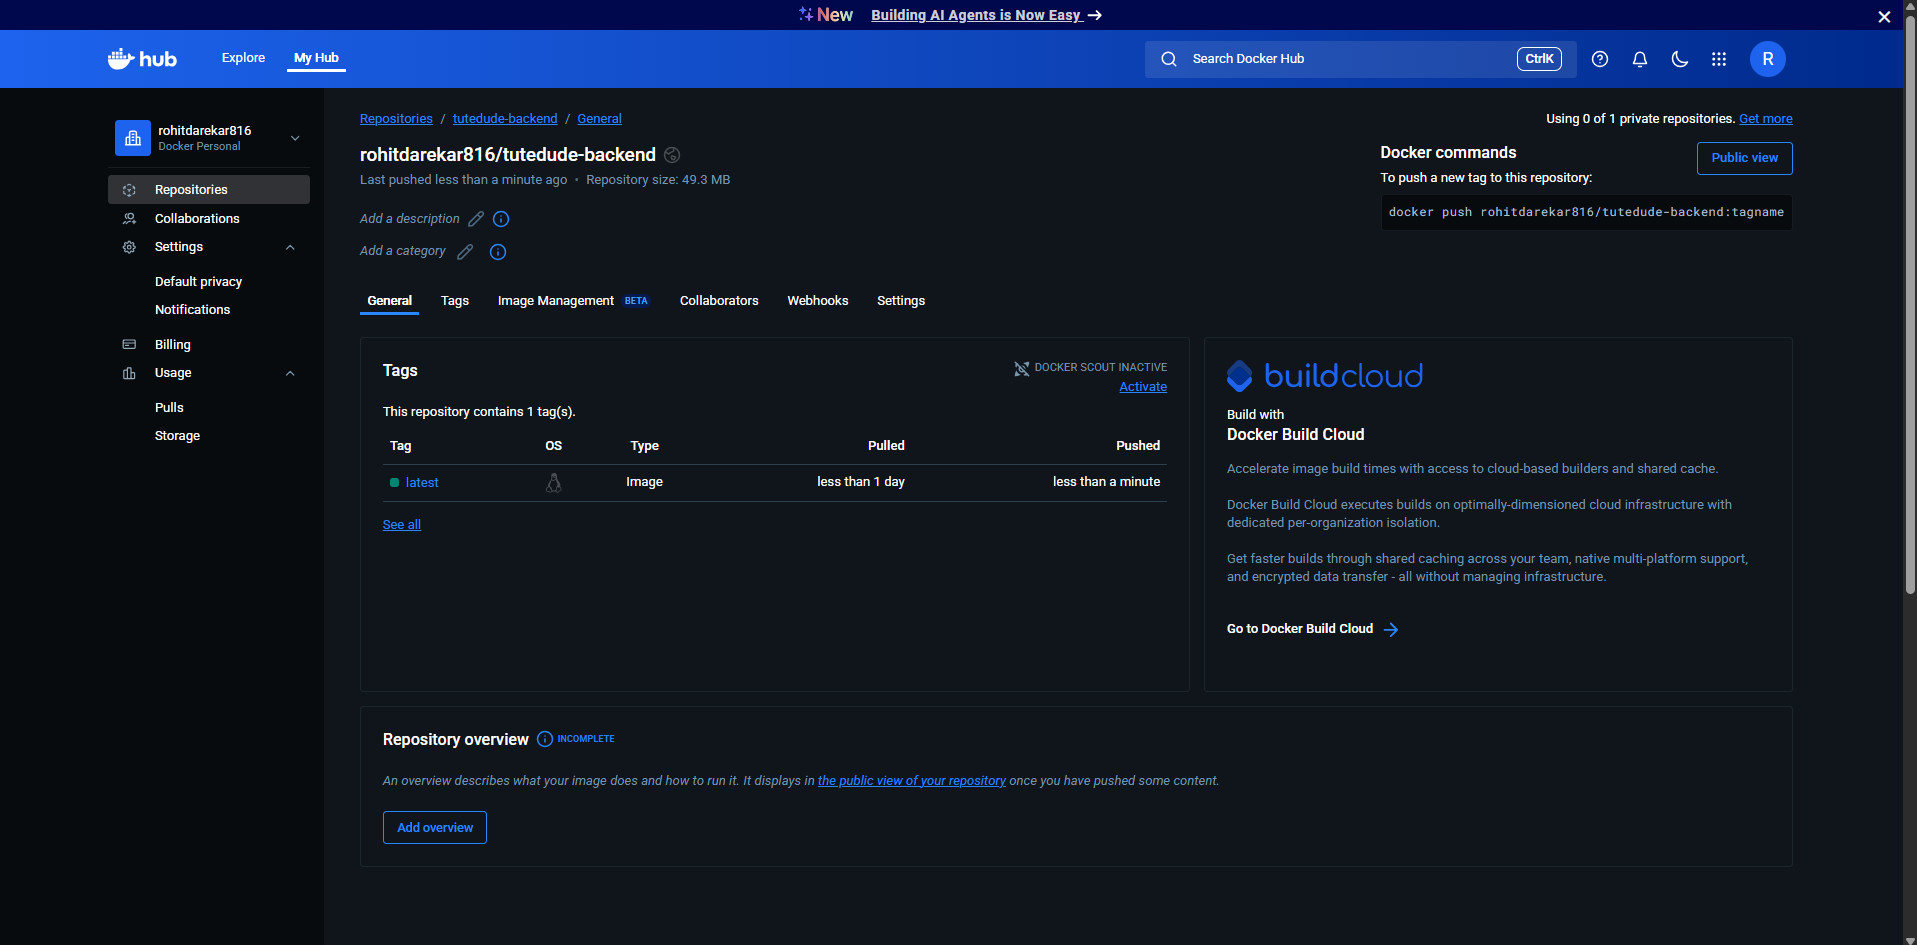 New Building AI Agents is Now Easy
hub Explore My Hub Search Docker Hub CtrlK R
rohitdarekar816
Docker Personal
Repositories
Collaborations
Settings
Default privacy
Notifications
Billing
Usage
Pulls
Storage
Repositories / tutedude-backend / General
Using 0 of 1 private repositories. Get more
rohitdarekar816/tutedude-backend
Last pushed less than a minute ago • Repository size: 49.3 MB
Add a description
Add a category
Docker commands
Public view
To push a new tag to this repository:
docker push rohitdarekar816/tutedude-backend:tagname
General Tags Image Management BETA Collaborators Webhooks Settings
Tags
DOCKER SCOUT INACTIVE
Activate
This repository contains 1 tag(s).
Tag OS Type Pulled Pushed
latest Image less than 1 day less than a minute
See all
buildcloud
Build with
Docker Build Cloud
Accelerate image build times with access to cloud-based builders and shared cache.
Docker Build Cloud executes builds on optimally-dimensioned cloud infrastructure with
dedicated per-organization isolation.
Get faster builds through shared caching across your team, native multi-platform support,
and encrypted data transfer - all without managing infrastructure.
Go to Docker Build Cloud
Repository overview INCOMPLETE
An overview describes what your image does and how to run it. It displays in the public view of your repository once you have pushed some content.
Add overview